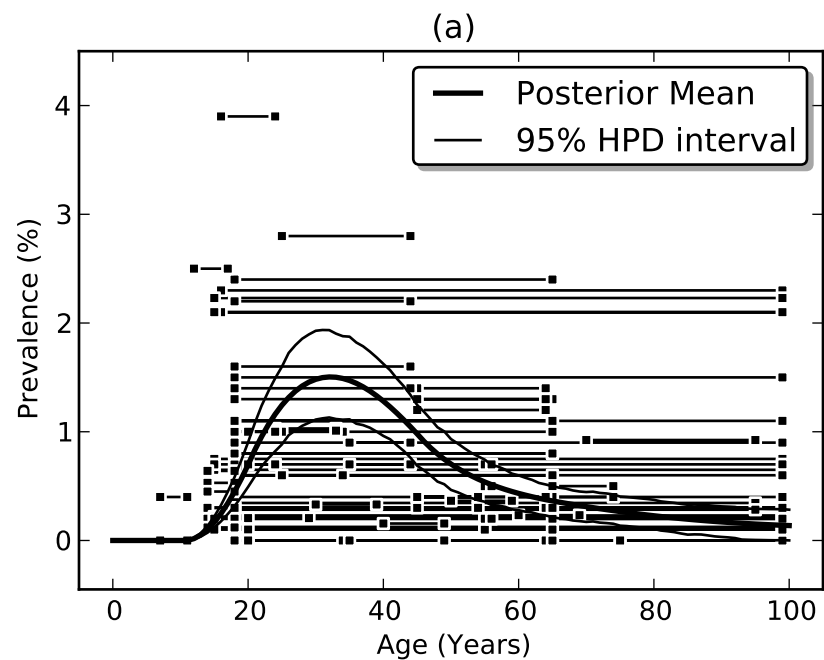 (a)
Posterior Mean
95% HPD interval
4
3
2
1
0
Prevalence (%)
0 20 40 60 80 100
Age (Years)